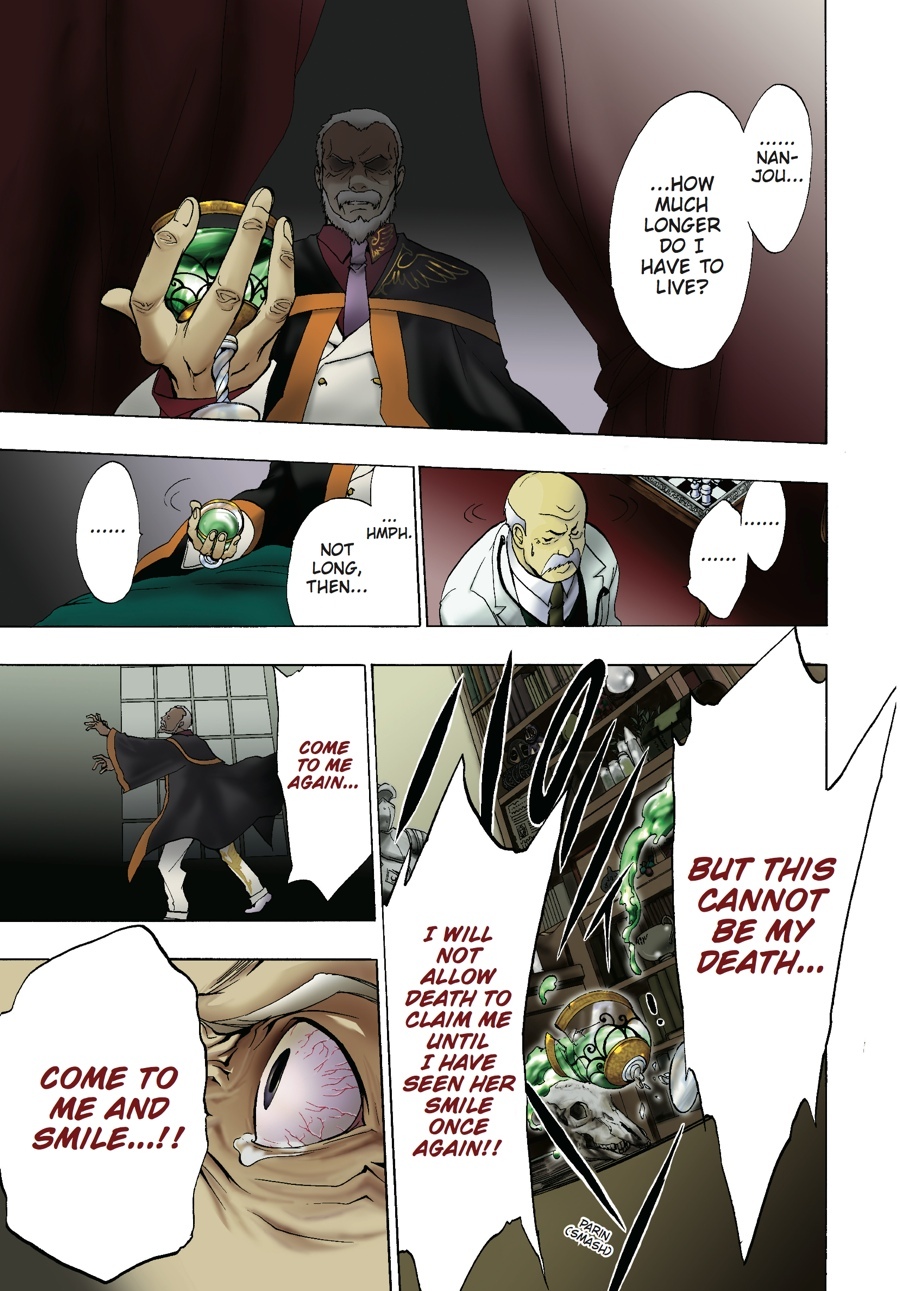 ......
NAN-
JOU...
...HOW
MUCH
LONGER
DO I
HAVE TO
LIVE?
......
......
...
HMPH.
NOT
LONG,
THEN...
......
BUT THIS
CANNOT
BE MY
DEATH...
I WILL
NOT
ALLOW
DEATH TO
CLAIM ME
UNTIL
I HAVE
SEEN HER
SMILE
ONCE
AGAIN!!
PARIN
(SMASH)
COME
TO ME
AGAIN...
COME TO
ME AND
SMILE...!!